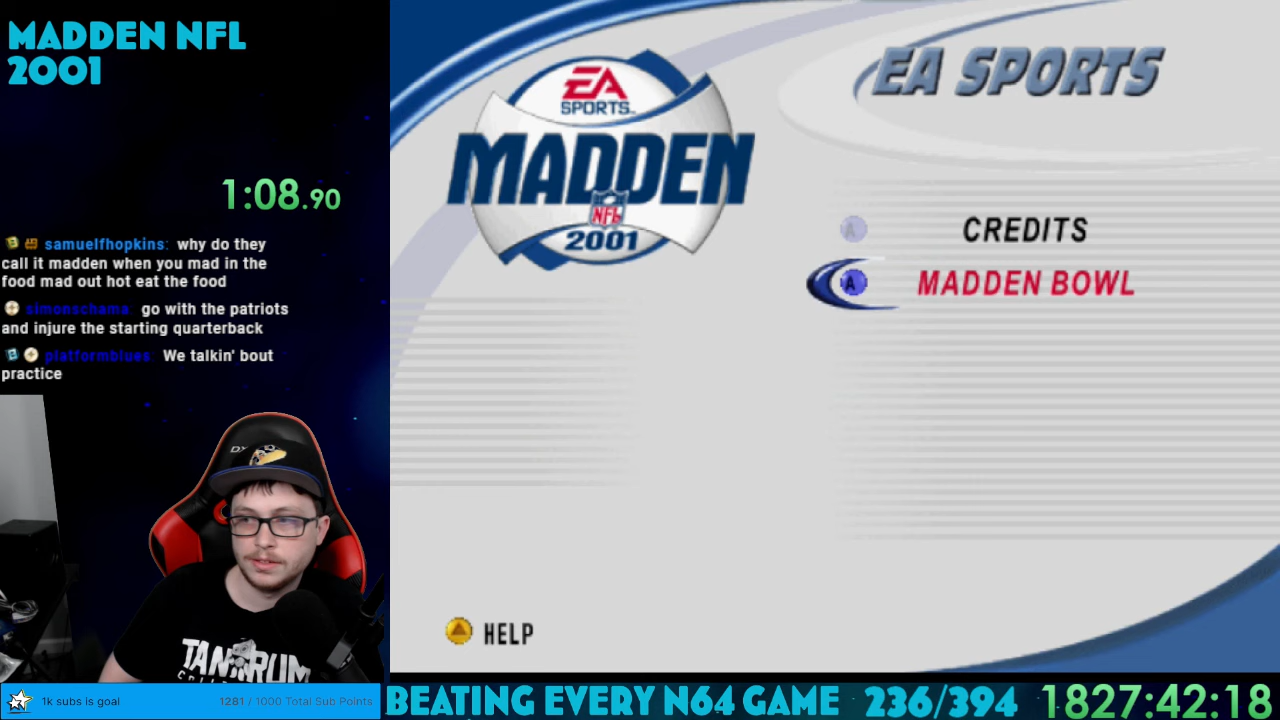 MADDEN NFL
2001
1:08.90
samuelfhopkins: why do they
call it madden when you mad in the
food mad out hot eat the food
simonschama: go with the patriots
and injure the starting quarterback
platformblues: We talkin' bout
practice
TANTRUM
1k subs is goal
1281 / 1000 Total Sub Points
EA
SPORTS
MADDEN
NFL
2001
EA SPORTS
A CREDITS
A MADDEN BOWL
HELP
BEATING EVERY N64 GAME 236/394 1827:42:18